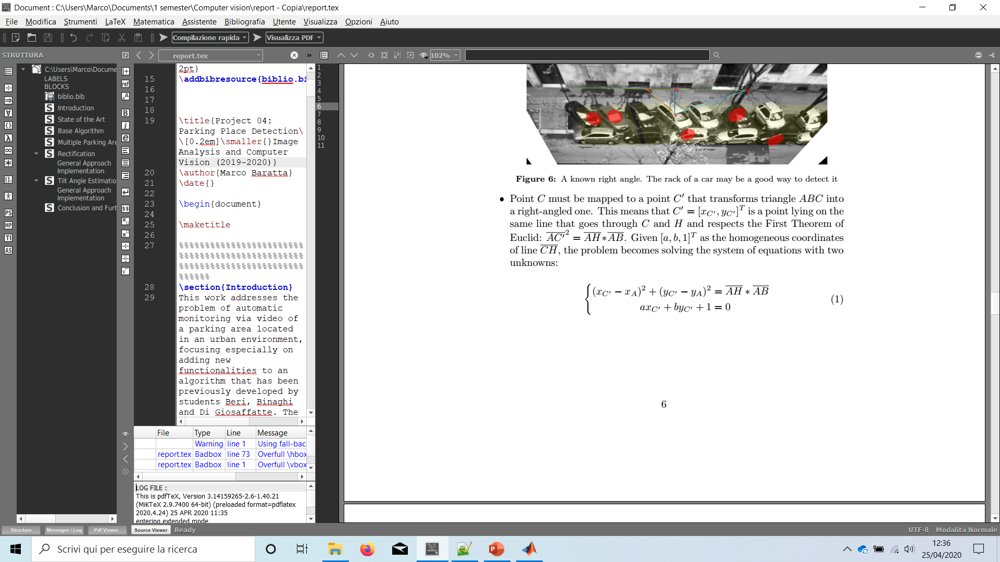 Document : C:\Users\Marco\Documents\1 semester\Computer vision\report - Copia\report.tex
File Modifica Strumenti LaTeX Matematica Assistente Bibliografia Utente Visualizza Opzioni Aiuto
Compilazione rapida Visualizza PDF
STRUTTURA
report.tex
102%
C:\Users\Marco\Docume
LABELS
BLOCKS
biblio.bib
Introduction
State of the Art
Base Algorithm
Multiple Parking Are
Rectification
General Approach
Implementation
Tilt Angle Estimatio
General Approach
Implementation
Conclusion and Furt
ref
B
i
e
$$
PS
MP
TI
AS
2pt}
15 \addbibresource{biblio.bi
16
17
18
19 \title{Project 04:
Parking Place Detection\
\[0.2em]\smaller{}Image
Analysis and Computer
Vision (2019-2020)}
20 \author{Marco Baratta}
21 \date{}
22
23 \begin{document}
24
25 \maketitle
26
27 %%%%%%%%%%%%%%%%%%%%%%%%
%%%%%%%%%%%%%%%%%%%%%%%%
%%%%%%%%%%%%%%%%%%%%%%%%
%%%%%%
28 \section{Introduction}
29 This work addresses the
problem of automatic
monitoring via video of
a parking area located
in an urban environment,
focusing especially on
adding new
functionalities to an
algorithm that has been
previously developed by
students Beri, Binaghi
and Di Giosaffatte. The
File Type Line Message
Warning line 1 Using fall-bac
report.tex Badbox line 73 Overfull \hbox
report.tex Badbox line 1 Overfull \vbox
LOG FILE :
This is pdfTeX, Version 3.14159265-2.6-1.40.21
(MiKTeX 2.9.7400 64-bit) (preloaded format=pdflatex
2020.4.24) 25 APR 2020 11:35
entering extended mode
1
2
3
4
5
6
7
8
9
10
11
Figure 6: A known right angle. The rack of a car may be a good way to detect it
• Point C must be mapped to a point C′ that transforms triangle ABC into
a right-angled one. This means that C′ = [x_{C′}, y_{C′}]^T is a point lying on the
same line that goes through C and H and respects the First Theorem of
Euclid: \overline{AC′}^2 = \overline{AH} ∗ \overline{AB}. Given [a, b, 1]^T as the homogeneous coordinates
of line \overline{CH}, the problem becomes solving the system of equations with two
unknowns:
(x_{C′} − x_A)^2 + (y_{C′} − y_A)^2 = \overline{AH} ∗ \overline{AB}
ax_{C′} + by_{C′} + 1 = 0
(1)
6
Structure Messages / Log Pdf Viewer Source Viewer Ready
UTF-8 Modalità Normale
Scrivi qui per eseguire la ricerca
12:36
25/04/2020